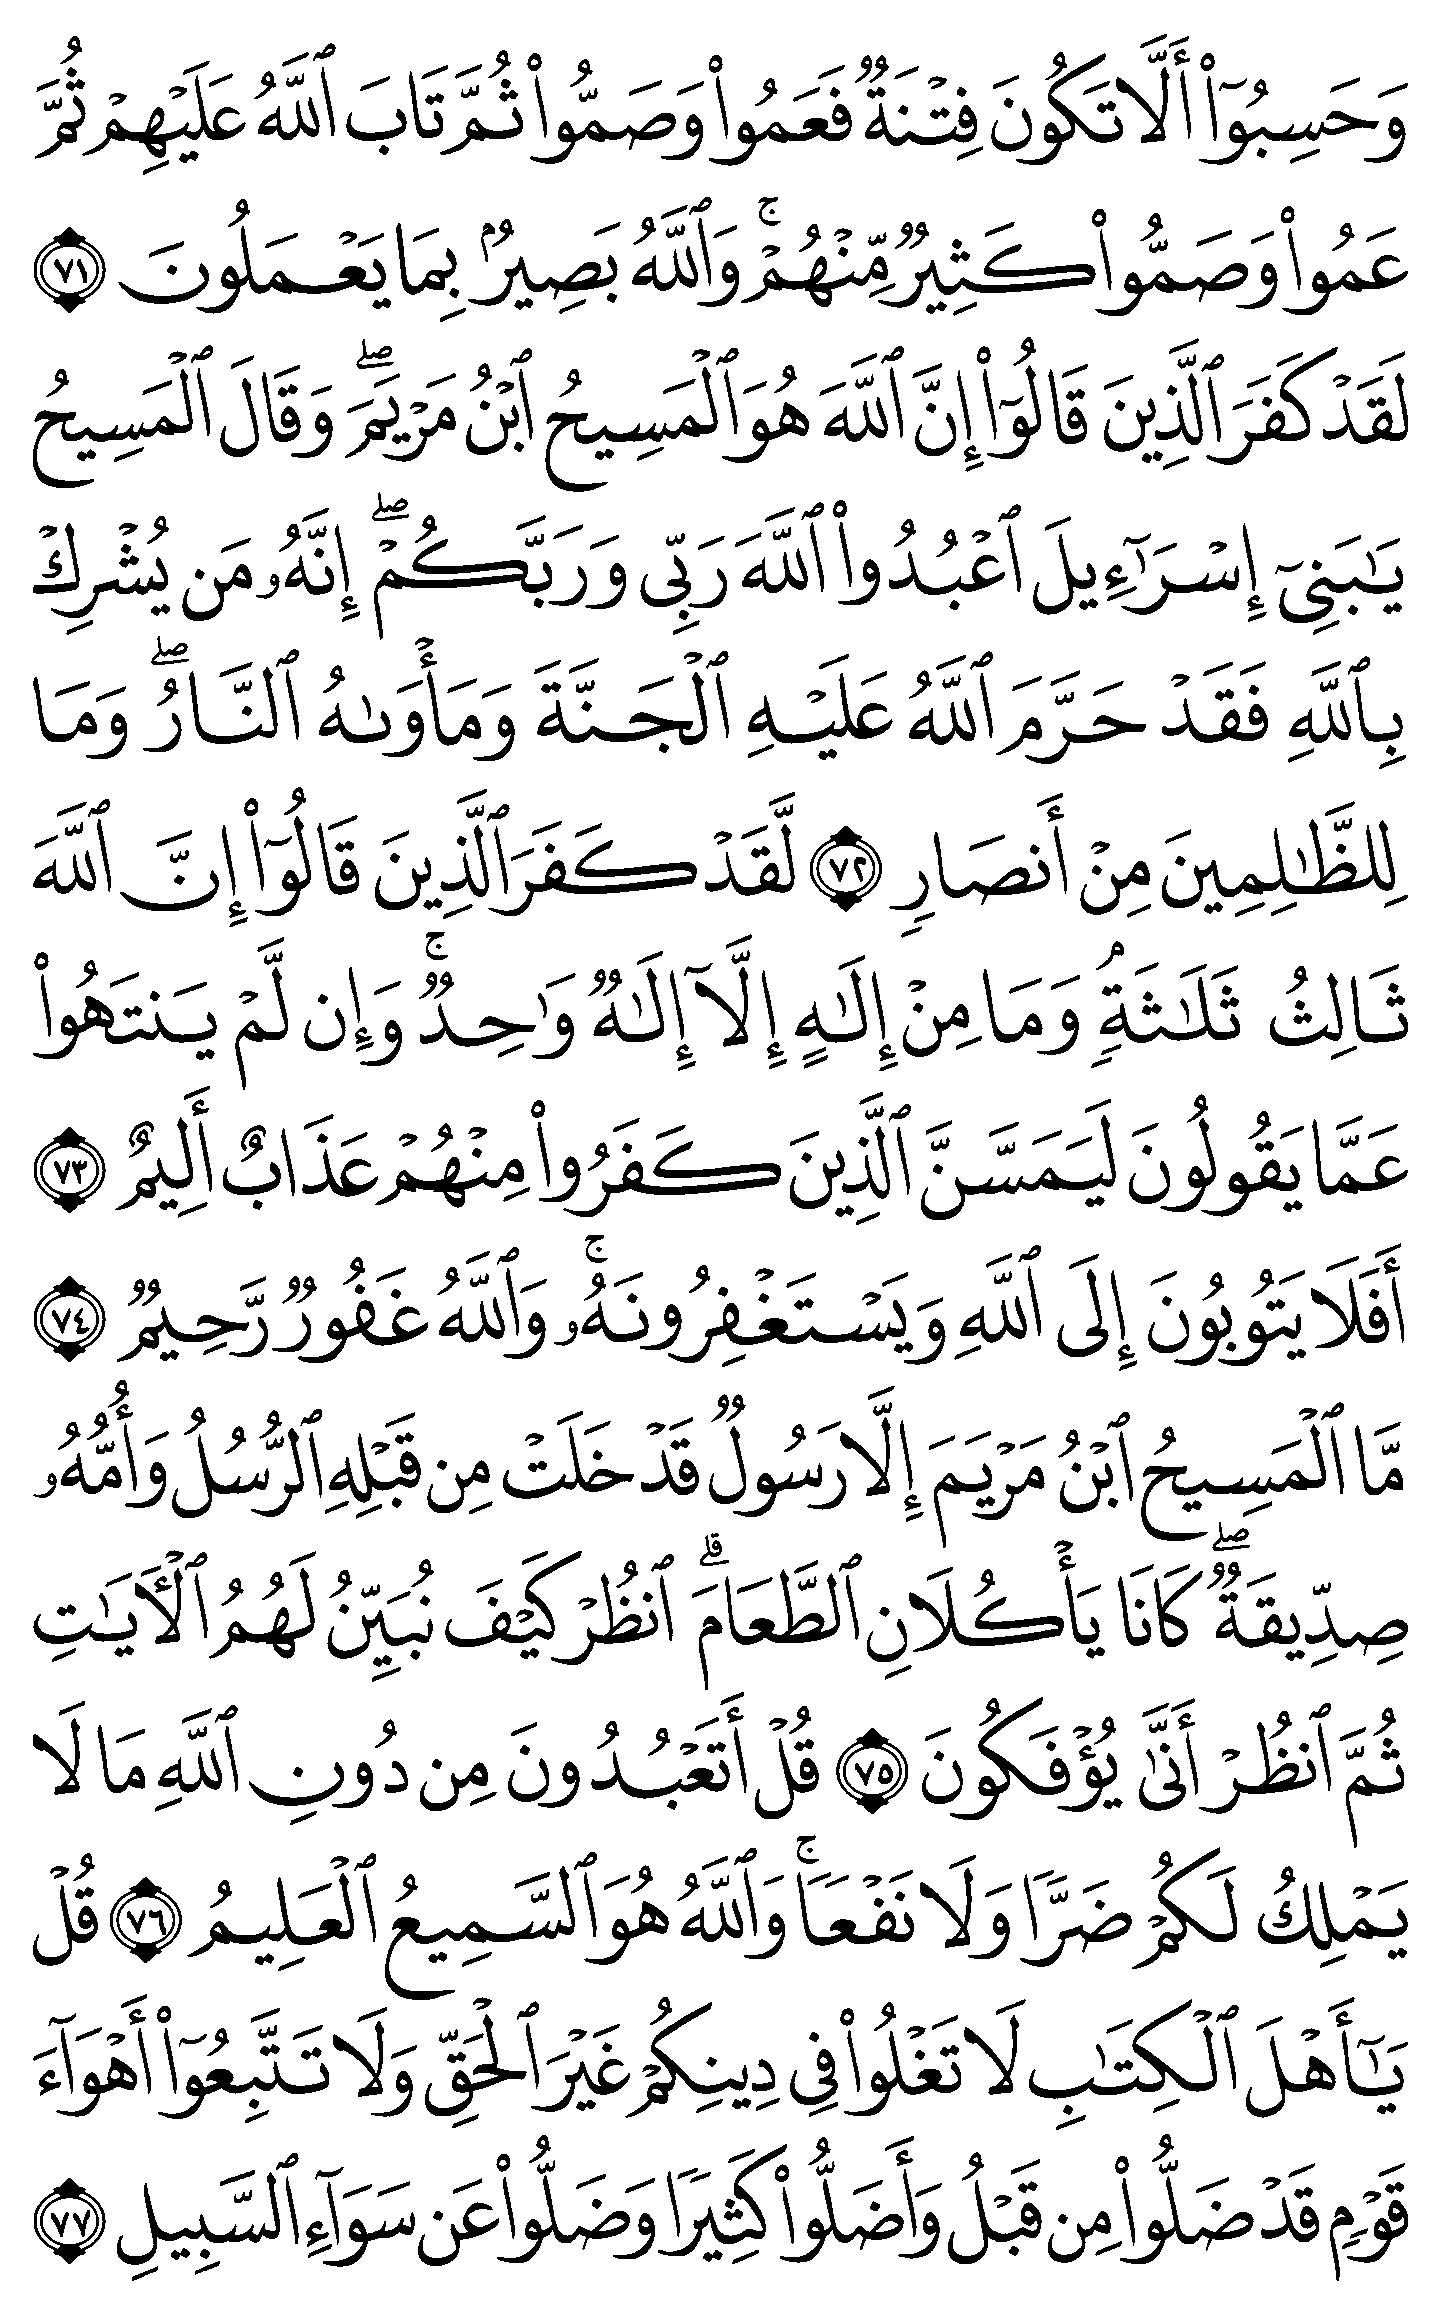 وَحَسِبُوٓا۟ أَلَّا تَكُونَ فِتْنَةٌۭ فَعَمُوا۟ وَصَمُّوا۟ ثُمَّ تَابَ ٱللَّهُ عَلَيْهِمْ ثُمَّ
عَمُوا۟ وَصَمُّوا۟ كَثِيرٌۭ مِّنْهُمْ ۚ وَٱللَّهُ بَصِيرٌۢ بِمَا يَعْمَلُونَ ٧١
لَقَدْ كَفَرَ ٱلَّذِينَ قَالُوٓا۟ إِنَّ ٱللَّهَ هُوَ ٱلْمَسِيحُ ٱبْنُ مَرْيَمَ ۖ وَقَالَ ٱلْمَسِيحُ
يَـٰبَنِىٓ إِسْرَٰٓءِيلَ ٱعْبُدُوا۟ ٱللَّهَ رَبِّى وَرَبَّكُمْ ۖ إِنَّهُۥ مَن يُشْرِكْ
بِٱللَّهِ فَقَدْ حَرَّمَ ٱللَّهُ عَلَيْهِ ٱلْجَنَّةَ وَمَأْوَىٰهُ ٱلنَّارُ ۖ وَمَا
لِلظَّـٰلِمِينَ مِنْ أَنصَارٍۢ ٧٢ لَّقَدْ كَفَرَ ٱلَّذِينَ قَالُوٓا۟ إِنَّ ٱللَّهَ
ثَالِثُ ثَلَـٰثَةٍۢ ۘ وَمَا مِنْ إِلَـٰهٍ إِلَّآ إِلَـٰهٌۭ وَٰحِدٌۭ ۚ وَإِن لَّمْ يَنتَهُوا۟
عَمَّا يَقُولُونَ لَيَمَسَّنَّ ٱلَّذِينَ كَفَرُوا۟ مِنْهُمْ عَذَابٌ أَلِيمٌ ٧٣
أَفَلَا يَتُوبُونَ إِلَى ٱللَّهِ وَيَسْتَغْفِرُونَهُۥ ۚ وَٱللَّهُ غَفُورٌۭ رَّحِيمٌۭ ٧٤
مَّا ٱلْمَسِيحُ ٱبْنُ مَرْيَمَ إِلَّا رَسُولٌۭ قَدْ خَلَتْ مِن قَبْلِهِ ٱلرُّسُلُ وَأُمُّهُۥ
صِدِّيقَةٌۭ ۖ كَانَا يَأْكُلَانِ ٱلطَّعَامَ ۗ ٱنظُرْ كَيْفَ نُبَيِّنُ لَهُمُ ٱلْـَٔايَـٰتِ
ثُمَّ ٱنظُرْ أَنَّىٰ يُؤْفَكُونَ ٧٥ قُلْ أَتَعْبُدُونَ مِن دُونِ ٱللَّهِ مَا لَا
يَمْلِكُ لَكُمْ ضَرًّۭا وَلَا نَفْعًۭا ۚ وَٱللَّهُ هُوَ ٱلسَّمِيعُ ٱلْعَلِيمُ ٧٦ قُلْ
يَـٰٓأَهْلَ ٱلْكِتَـٰبِ لَا تَغْلُوا۟ فِى دِينِكُمْ غَيْرَ ٱلْحَقِّ وَلَا تَتَّبِعُوٓا۟ أَهْوَآءَ
قَوْمٍۢ قَدْ ضَلُّوا۟ مِن قَبْلُ وَأَضَلُّوا۟ كَثِيرًۭا وَضَلُّوا۟ عَن سَوَآءِ ٱلسَّبِيلِ ٧٧